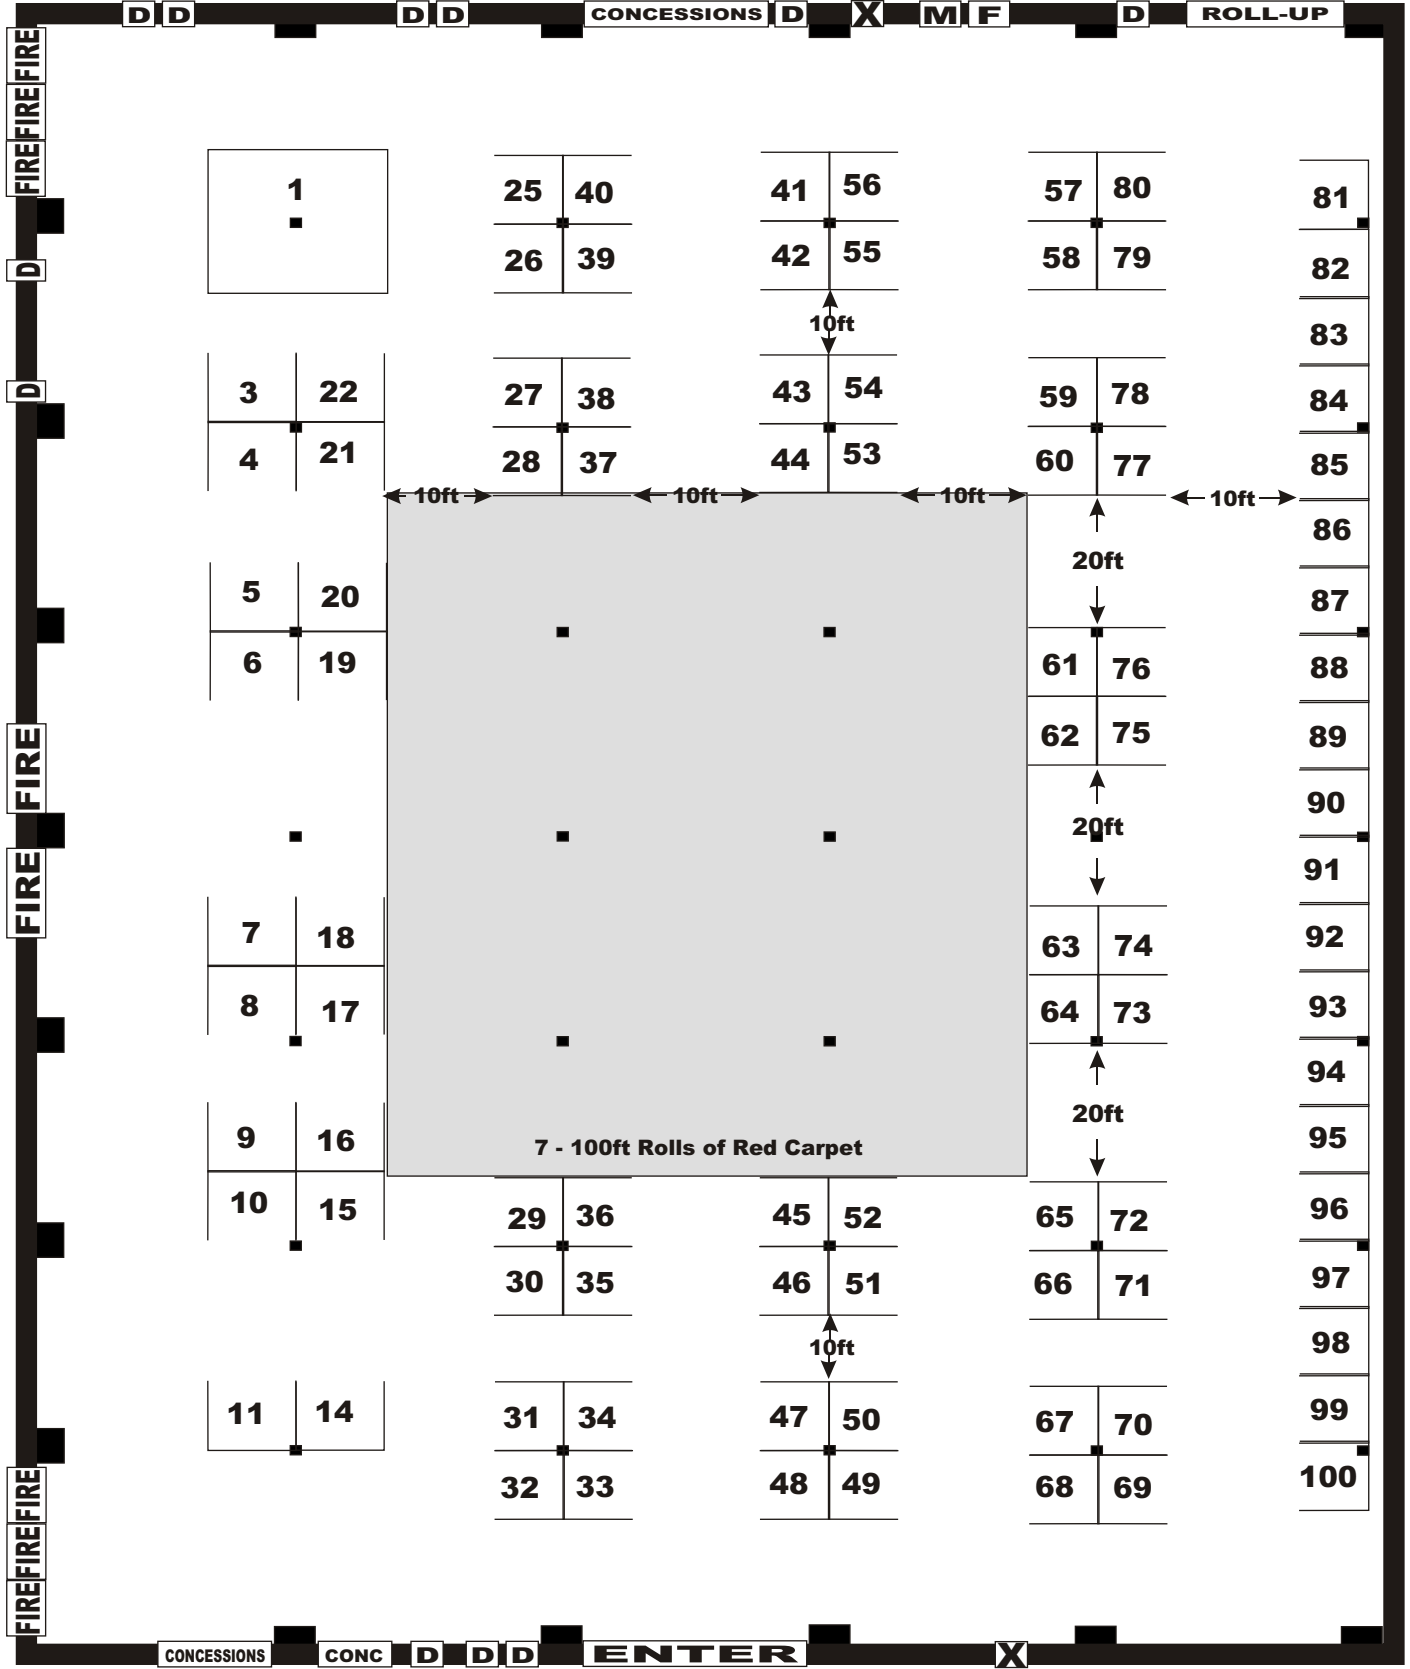 D D D D CONCESSIONS D X M F D ROLL-UP
FIRE
FIRE
FIRE
1 25 40 41 56 57 80 81
D 26 39 42 55 58 79 82
10ft 83
D 3 22 27 38 43 54 59 78 84
4 21 28 37 44 53 60 77 85
10ft 10ft 10ft 10ft
86
20ft
5 20 87
6 19 61 76 88
FIRE 62 75 89
20ft 90
FIRE 91
7 18 63 74 92
8 17 64 73 93
94
20ft
9 16 95
7 - 100ft Rolls of Red Carpet
10 15 29 36 45 52 65 72 96
30 35 46 51 66 71 97
10ft 98
11 14 31 34 47 50 67 70 99
FIRE 32 33 48 49 68 69 100
FIRE
FIRE
CONCESSIONS CONC D D D ENTER X